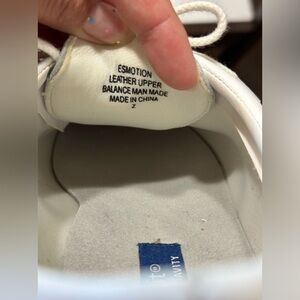 ESMOTION
LEATHER UPPER
BALANCE MAN MADE
MADE IN CHINA
Z